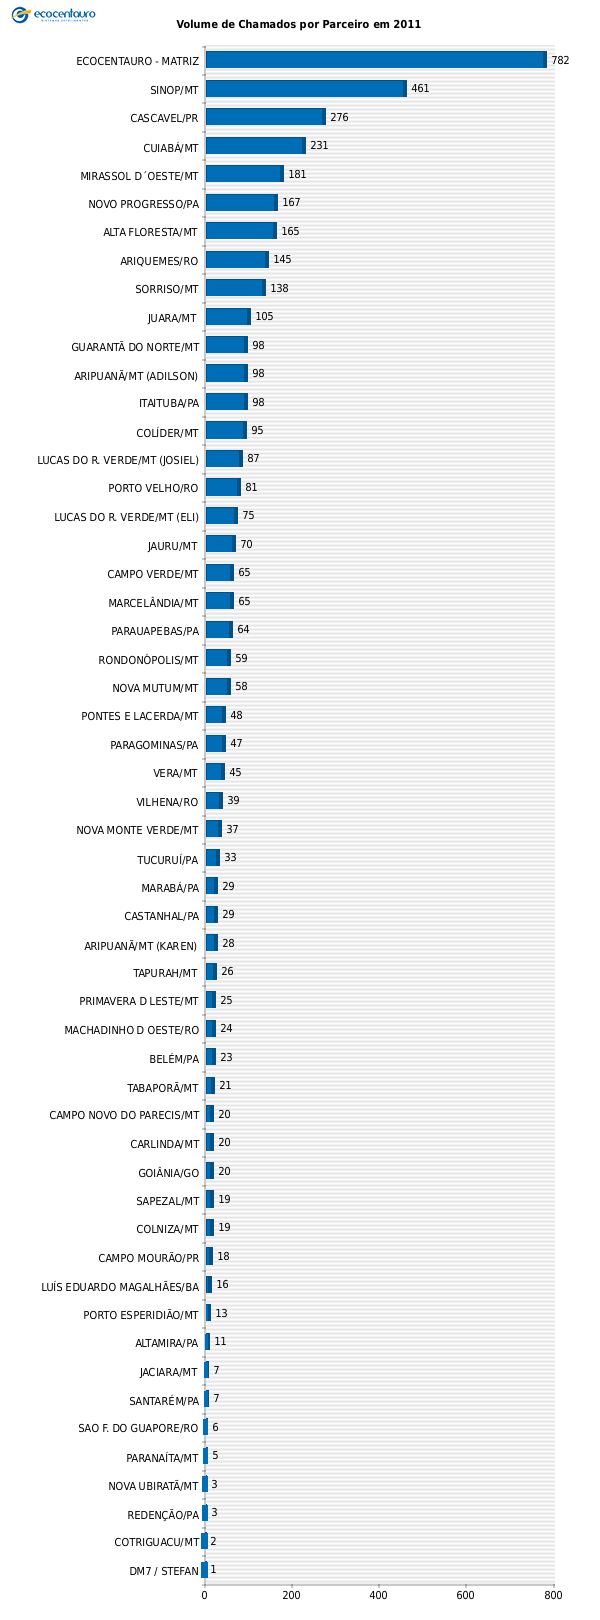 ecocentauro
Volume de Chamados por Parceiro em 2011
ECOCENTAURO - MATRIZ 782
SINOP/MT 461
CASCAVEL/PR 276
CUIABÁ/MT 231
MIRASSOL D´OESTE/MT 181
NOVO PROGRESSO/PA 167
ALTA FLORESTA/MT 165
ARIQUEMES/RO 145
SORRISO/MT 138
JUARA/MT 105
GUARANTÃ DO NORTE/MT 98
ARIPUANÃ/MT (ADILSON) 98
ITAITUBA/PA 98
COLÍDER/MT 95
LUCAS DO R. VERDE/MT (JOSIEL) 87
PORTO VELHO/RO 81
LUCAS DO R. VERDE/MT (ELI) 75
JAURU/MT 70
CAMPO VERDE/MT 65
MARCELÂNDIA/MT 65
PARAUAPEBAS/PA 64
RONDONÓPOLIS/MT 59
NOVA MUTUM/MT 58
PONTES E LACERDA/MT 48
PARAGOMINAS/PA 47
VERA/MT 45
VILHENA/RO 39
NOVA MONTE VERDE/MT 37
TUCURUÍ/PA 33
MARABÁ/PA 29
CASTANHAL/PA 29
ARIPUANÃ/MT (KAREN) 28
TAPURAH/MT 26
PRIMAVERA D LESTE/MT 25
MACHADINHO D OESTE/RO 24
BELÉM/PA 23
TABAPORÃ/MT 21
CAMPO NOVO DO PARECIS/MT 20
CARLINDA/MT 20
GOIÂNIA/GO 20
SAPEZAL/MT 19
COLNIZA/MT 19
CAMPO MOURÃO/PR 18
LUÍS EDUARDO MAGALHÃES/BA 16
PORTO ESPERIDIÃO/MT 13
ALTAMIRA/PA 11
JACIARA/MT 7
SANTARÉM/PA 7
SAO F. DO GUAPORE/RO 6
PARANAÍTA/MT 5
NOVA UBIRATÃ/MT 3
REDENÇÃO/PA 3
COTRIGUACU/MT 2
DM7 / STEFAN 1
0 200 400 600 800